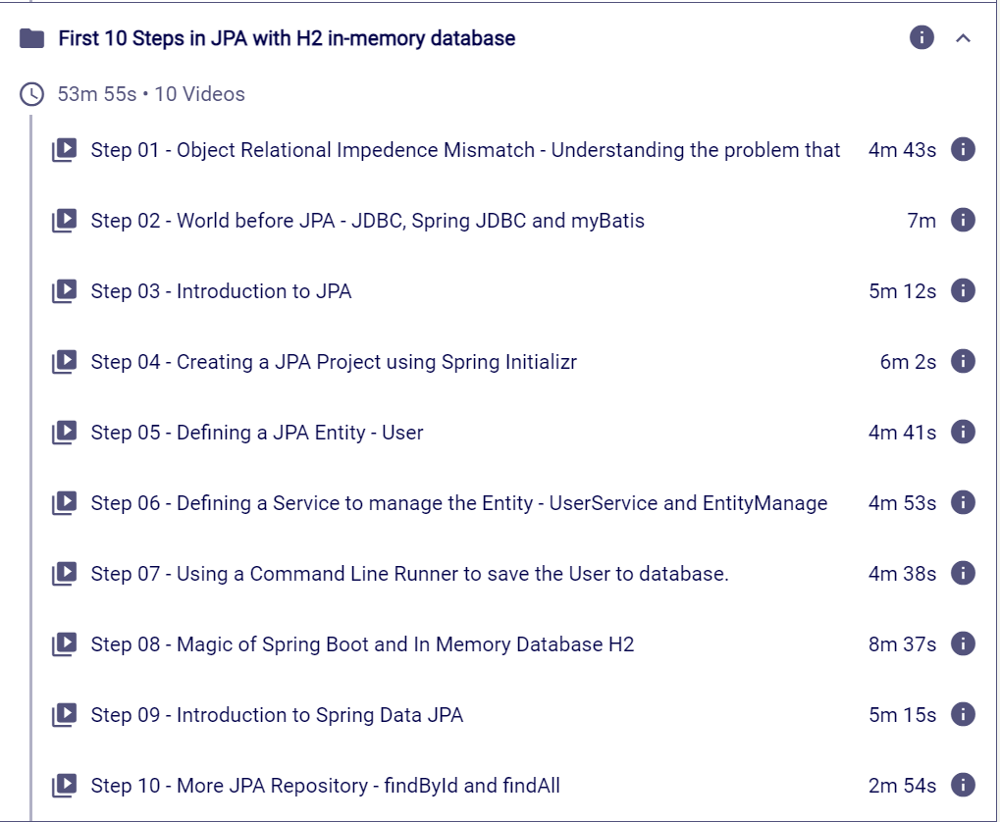 First 10 Steps in JPA with H2 in-memory database
53m 55s • 10 Videos
Step 01 - Object Relational Impedence Mismatch - Understanding the problem that 4m 43s
Step 02 - World before JPA - JDBC, Spring JDBC and myBatis 7m
Step 03 - Introduction to JPA 5m 12s
Step 04 - Creating a JPA Project using Spring Initializr 6m 2s
Step 05 - Defining a JPA Entity - User 4m 41s
Step 06 - Defining a Service to manage the Entity - UserService and EntityManage 4m 53s
Step 07 - Using a Command Line Runner to save the User to database. 4m 38s
Step 08 - Magic of Spring Boot and In Memory Database H2 8m 37s
Step 09 - Introduction to Spring Data JPA 5m 15s
Step 10 - More JPA Repository - findById and findAll 2m 54s